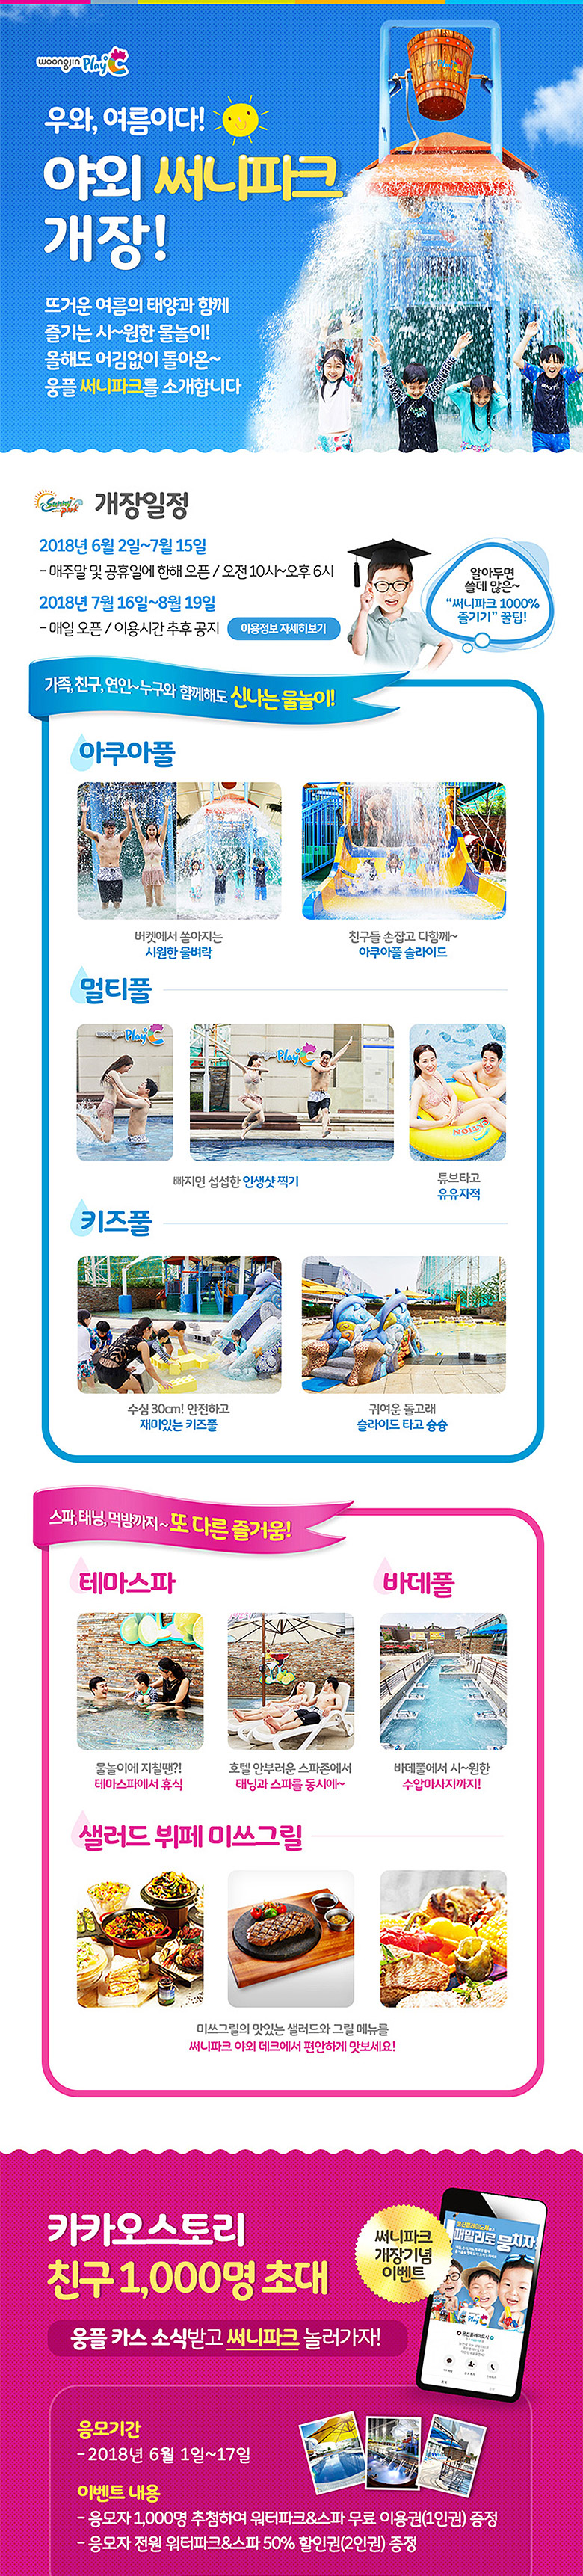 woongjin Play℃
우와, 여름이다!
야외 써니파크
개장!
뜨거운 여름의 태양과 함께
즐기는 시~원한 물놀이!
올해도 어김없이 돌아온~
웅플 써니파크를 소개합니다
Sunny Park 개장일정
2018년 6월 2일~7월 15일
- 매주말 및 공휴일에 한해 오픈 / 오전 10시~오후 6시
2018년 7월 16일~8월 19일
- 매일 오픈 / 이용시간 추후 공지 이용정보 자세히보기
알아두면
쓸데 많은~
“써니파크 1000%
즐기기” 꿀팁!
가족, 친구, 연인~누구와 함께해도 신나는 물놀이!
아쿠아풀
버켓에서 쏟아지는
시원한 물벼락
친구들 손잡고 다함께~
아쿠아풀 슬라이드
멀티풀
woongjin Play℃
Play℃
빠지면 섭섭한 인생샷 찍기
튜브타고
유유자적
키즈풀
수심 30cm! 안전하고
재미있는 키즈풀
귀여운 돌고래
슬라이드 타고 슝슝
스파, 태닝, 먹방까지~ 또 다른 즐거움!
테마스파
바데풀
물놀이에 지칠땐?!
테마스파에서 휴식
호텔 안부러운 스파존에서
태닝과 스파를 동시에~
바데플에서 시~원한
수압마사지까지!
샐러드 뷔페 미쓰그릴
미쓰그릴의 맛있는 샐러드와 그릴 메뉴를
써니파크 야외 데크에서 편안하게 맛보세요!
카카오스토리
친구 1,000명 초대
웅플 카스 소식받고 써니파크 놀러가자!
써니파크
개장기념
이벤트
패밀리로 뭉치자
웅진플레이도시
응모기간
- 2018년 6월 1일~17일
이벤트 내용
- 응모자 1,000명 추첨하여 워터파크&스파 무료 이용권(1인권) 증정
- 응모자 전원 워터파크&스파 50% 할인권(2인권) 증정